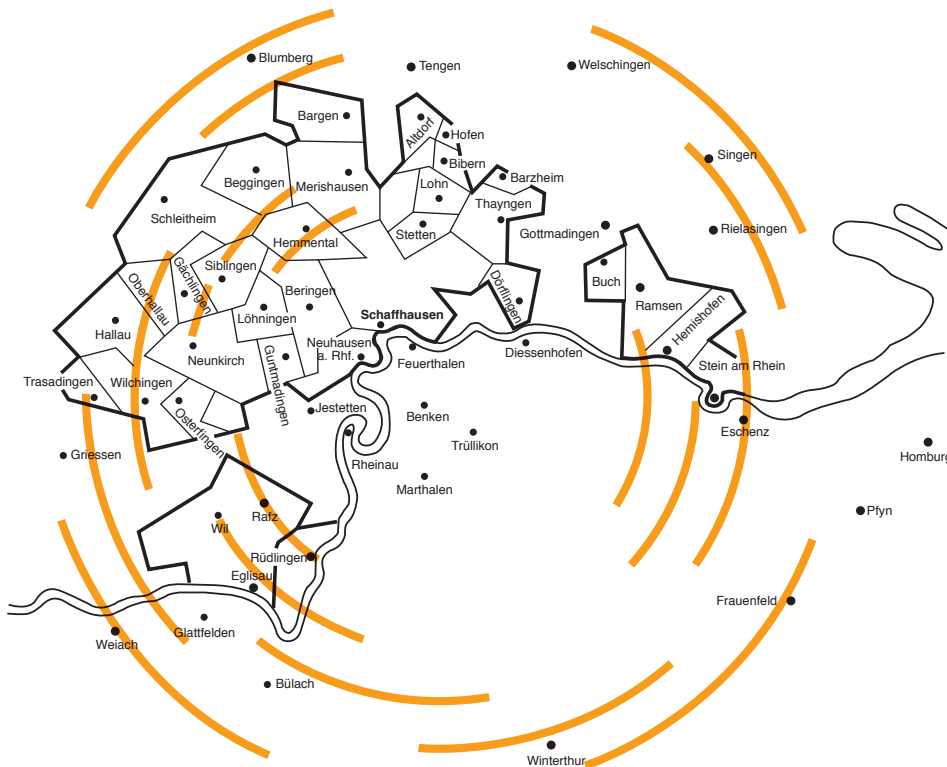 Blumberg
Tengen
Welschingen
Bargen
Altdorf
Hofen
Singen
Bibern
Beggingen
Merishausen
Lohn
Barzheim
Thayngen
Schleitheim
Stetten
Gottmadingen
Rielasingen
Hemmental
Siblingen
Gächlingen
Oberhallau
Beringen
Dörflingen
Buch
Ramsen
Hemishofen
Löhningen
Schaffhausen
Hallau
Neuhausen
a. Rhf.
Feuerthalen
Diessenhofen
Neunkirch
Guntmadingen
Stein am Rhein
Trasadingen
Wilchingen
Osterfingen
Jestetten
Benken
Eschenz
Trüllikon
Homburg
Griessen
Rheinau
Marthalen
Pfyn
Rafz
Wil
Rüdlingen
Eglisau
Frauenfeld
Glattfelden
Weiach
Bülach
Winterthur